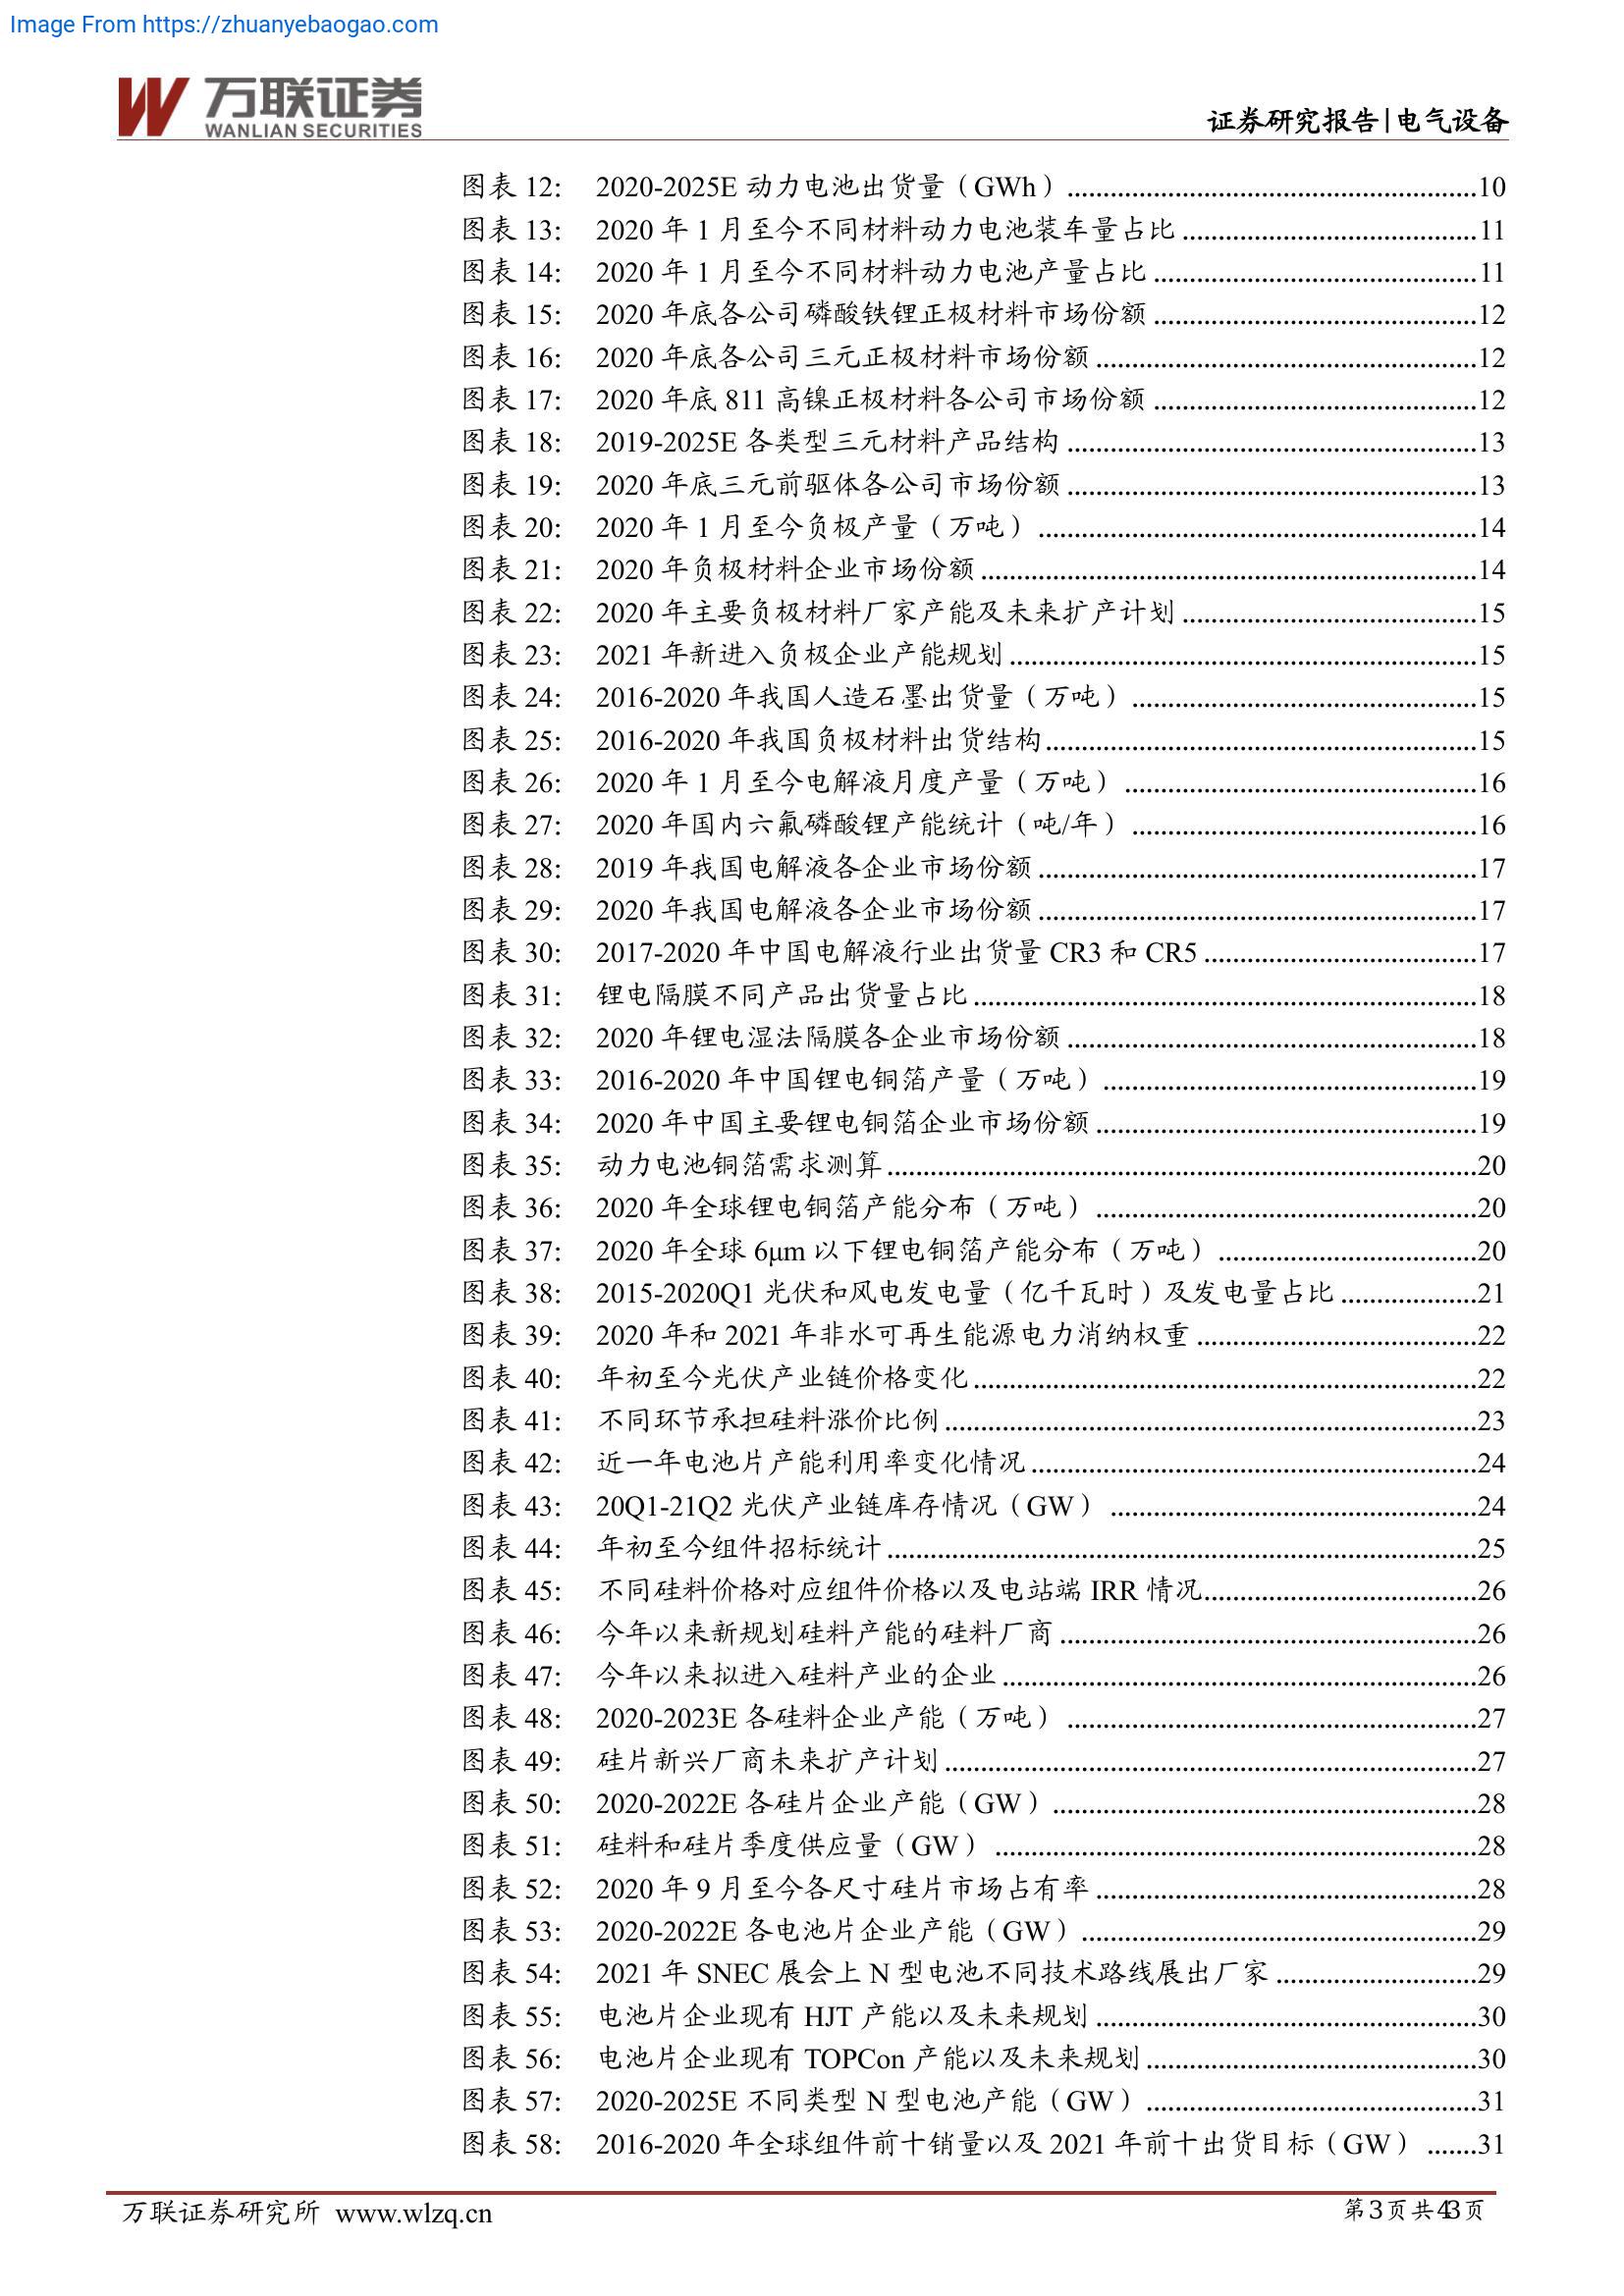 Image From https://zhuanyebaogao.com
万联证券
WANLIAN SECURITIES
证券研究报告|电气设备
图表 12: 2020-2025E 动力电池出货量（GWh）.........................................................10
图表 13: 2020 年 1 月至今不同材料动力电池装车量占比.........................................11
图表 14: 2020 年 1 月至今不同材料动力电池产量占比.............................................11
图表 15: 2020 年底各公司磷酸铁锂正极材料市场份额.............................................12
图表 16: 2020 年底各公司三元正极材料市场份额.....................................................12
图表 17: 2020 年底 811 高镍正极材料各公司市场份额.............................................12
图表 18: 2019-2025E 各类型三元材料产品结构.........................................................13
图表 19: 2020 年底三元前驱体各公司市场份额.........................................................13
图表 20: 2020 年 1 月至今负极产量（万吨）.............................................................14
图表 21: 2020 年负极材料企业市场份额.....................................................................14
图表 22: 2020 年主要负极材料厂家产能及未来扩产计划.........................................15
图表 23: 2021 年新进入负极企业产能规划.................................................................15
图表 24: 2016-2020 年我国人造石墨出货量（万吨）................................................15
图表 25: 2016-2020 年我国负极材料出货结构............................................................15
图表 26: 2020 年 1 月至今电解液月度产量（万吨）.................................................16
图表 27: 2020 年国内六氟磷酸锂产能统计（吨/年）................................................16
图表 28: 2019 年我国电解液各企业市场份额.............................................................17
图表 29: 2020 年我国电解液各企业市场份额.............................................................17
图表 30: 2017-2020 年中国电解液行业出货量 CR3 和 CR5......................................17
图表 31: 锂电隔膜不同产品出货量占比......................................................................18
图表 32: 2020 年锂电湿法隔膜各企业市场份额.........................................................18
图表 33: 2016-2020 年中国锂电铜箔产量（万吨）....................................................19
图表 34: 2020 年中国主要锂电铜箔企业市场份额.....................................................19
图表 35: 动力电池铜箔需求测算..................................................................................20
图表 36: 2020 年全球锂电铜箔产能分布（万吨）.....................................................20
图表 37: 2020 年全球 6μm 以下锂电铜箔产能分布（万吨）....................................20
图表 38: 2015-2020Q1 光伏和风电发电量（亿千瓦时）及发电量占比...................21
图表 39: 2020 年和 2021 年非水可再生能源电力消纳权重.......................................22
图表 40: 年初至今光伏产业链价格变化......................................................................22
图表 41: 不同环节承担硅料涨价比例..........................................................................23
图表 42: 近一年电池片产能利用率变化情况..............................................................24
图表 43: 20Q1-21Q2 光伏产业链库存情况（GW）...................................................24
图表 44: 年初至今组件招标统计..................................................................................25
图表 45: 不同硅料价格对应组件价格以及电站端 IRR 情况......................................26
图表 46: 今年以来新规划硅料产能的硅料厂商..........................................................26
图表 47: 今年以来拟进入硅料产业的企业..................................................................26
图表 48: 2020-2023E 各硅料企业产能（万吨）.........................................................27
图表 49: 硅片新兴厂商未来扩产计划..........................................................................27
图表 50: 2020-2022E 各硅片企业产能（GW）...........................................................28
图表 51: 硅料和硅片季度供应量（GW）...................................................................28
图表 52: 2020 年 9 月至今各尺寸硅片市场占有率.....................................................28
图表 53: 2020-2022E 各电池片企业产能（GW）.......................................................29
图表 54: 2021 年 SNEC 展会上 N 型电池不同技术路线展出厂家............................29
图表 55: 电池片企业现有 HJT 产能以及未来规划.....................................................30
图表 56: 电池片企业现有 TOPCon 产能以及未来规划..............................................30
图表 57: 2020-2025E 不同类型 N 型电池产能（GW）..............................................31
图表 58: 2016-2020 年全球组件前十销量以及 2021 年前十出货目标（GW）.......31
万联证券研究所 www.wlzq.cn
第3页共43页